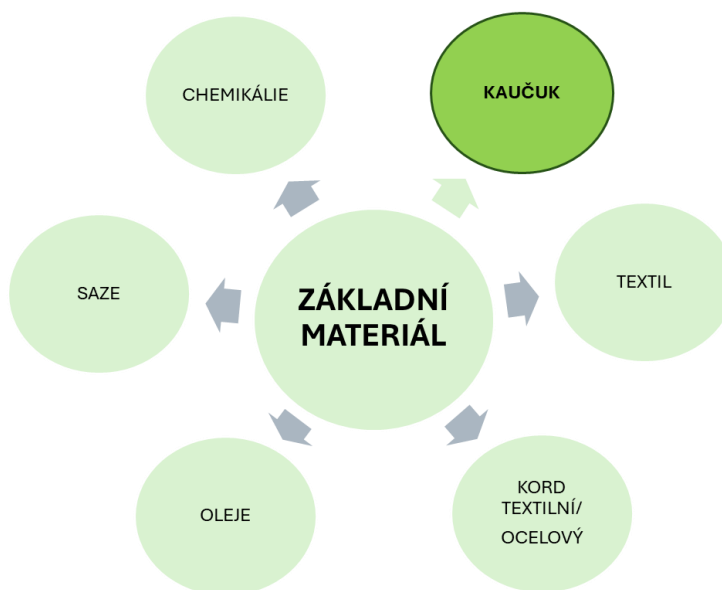 CHEMIKÁLIE
KAUČUK
SAZE
ZÁKLADNÍ
MATERIÁL
TEXTIL
OLEJE
KORD
TEXTILNÍ/
OCELOVÝ